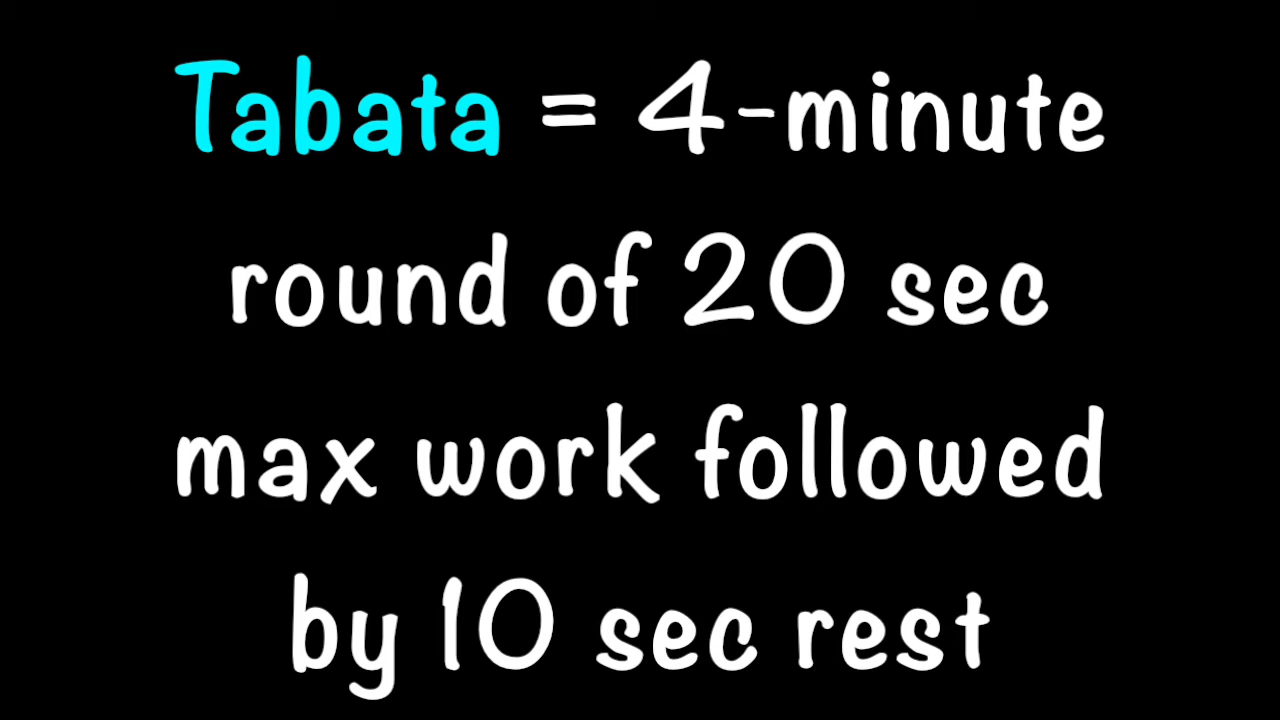 Tabata = 4-minute
round of 20 sec
max work followed
by 10 sec rest